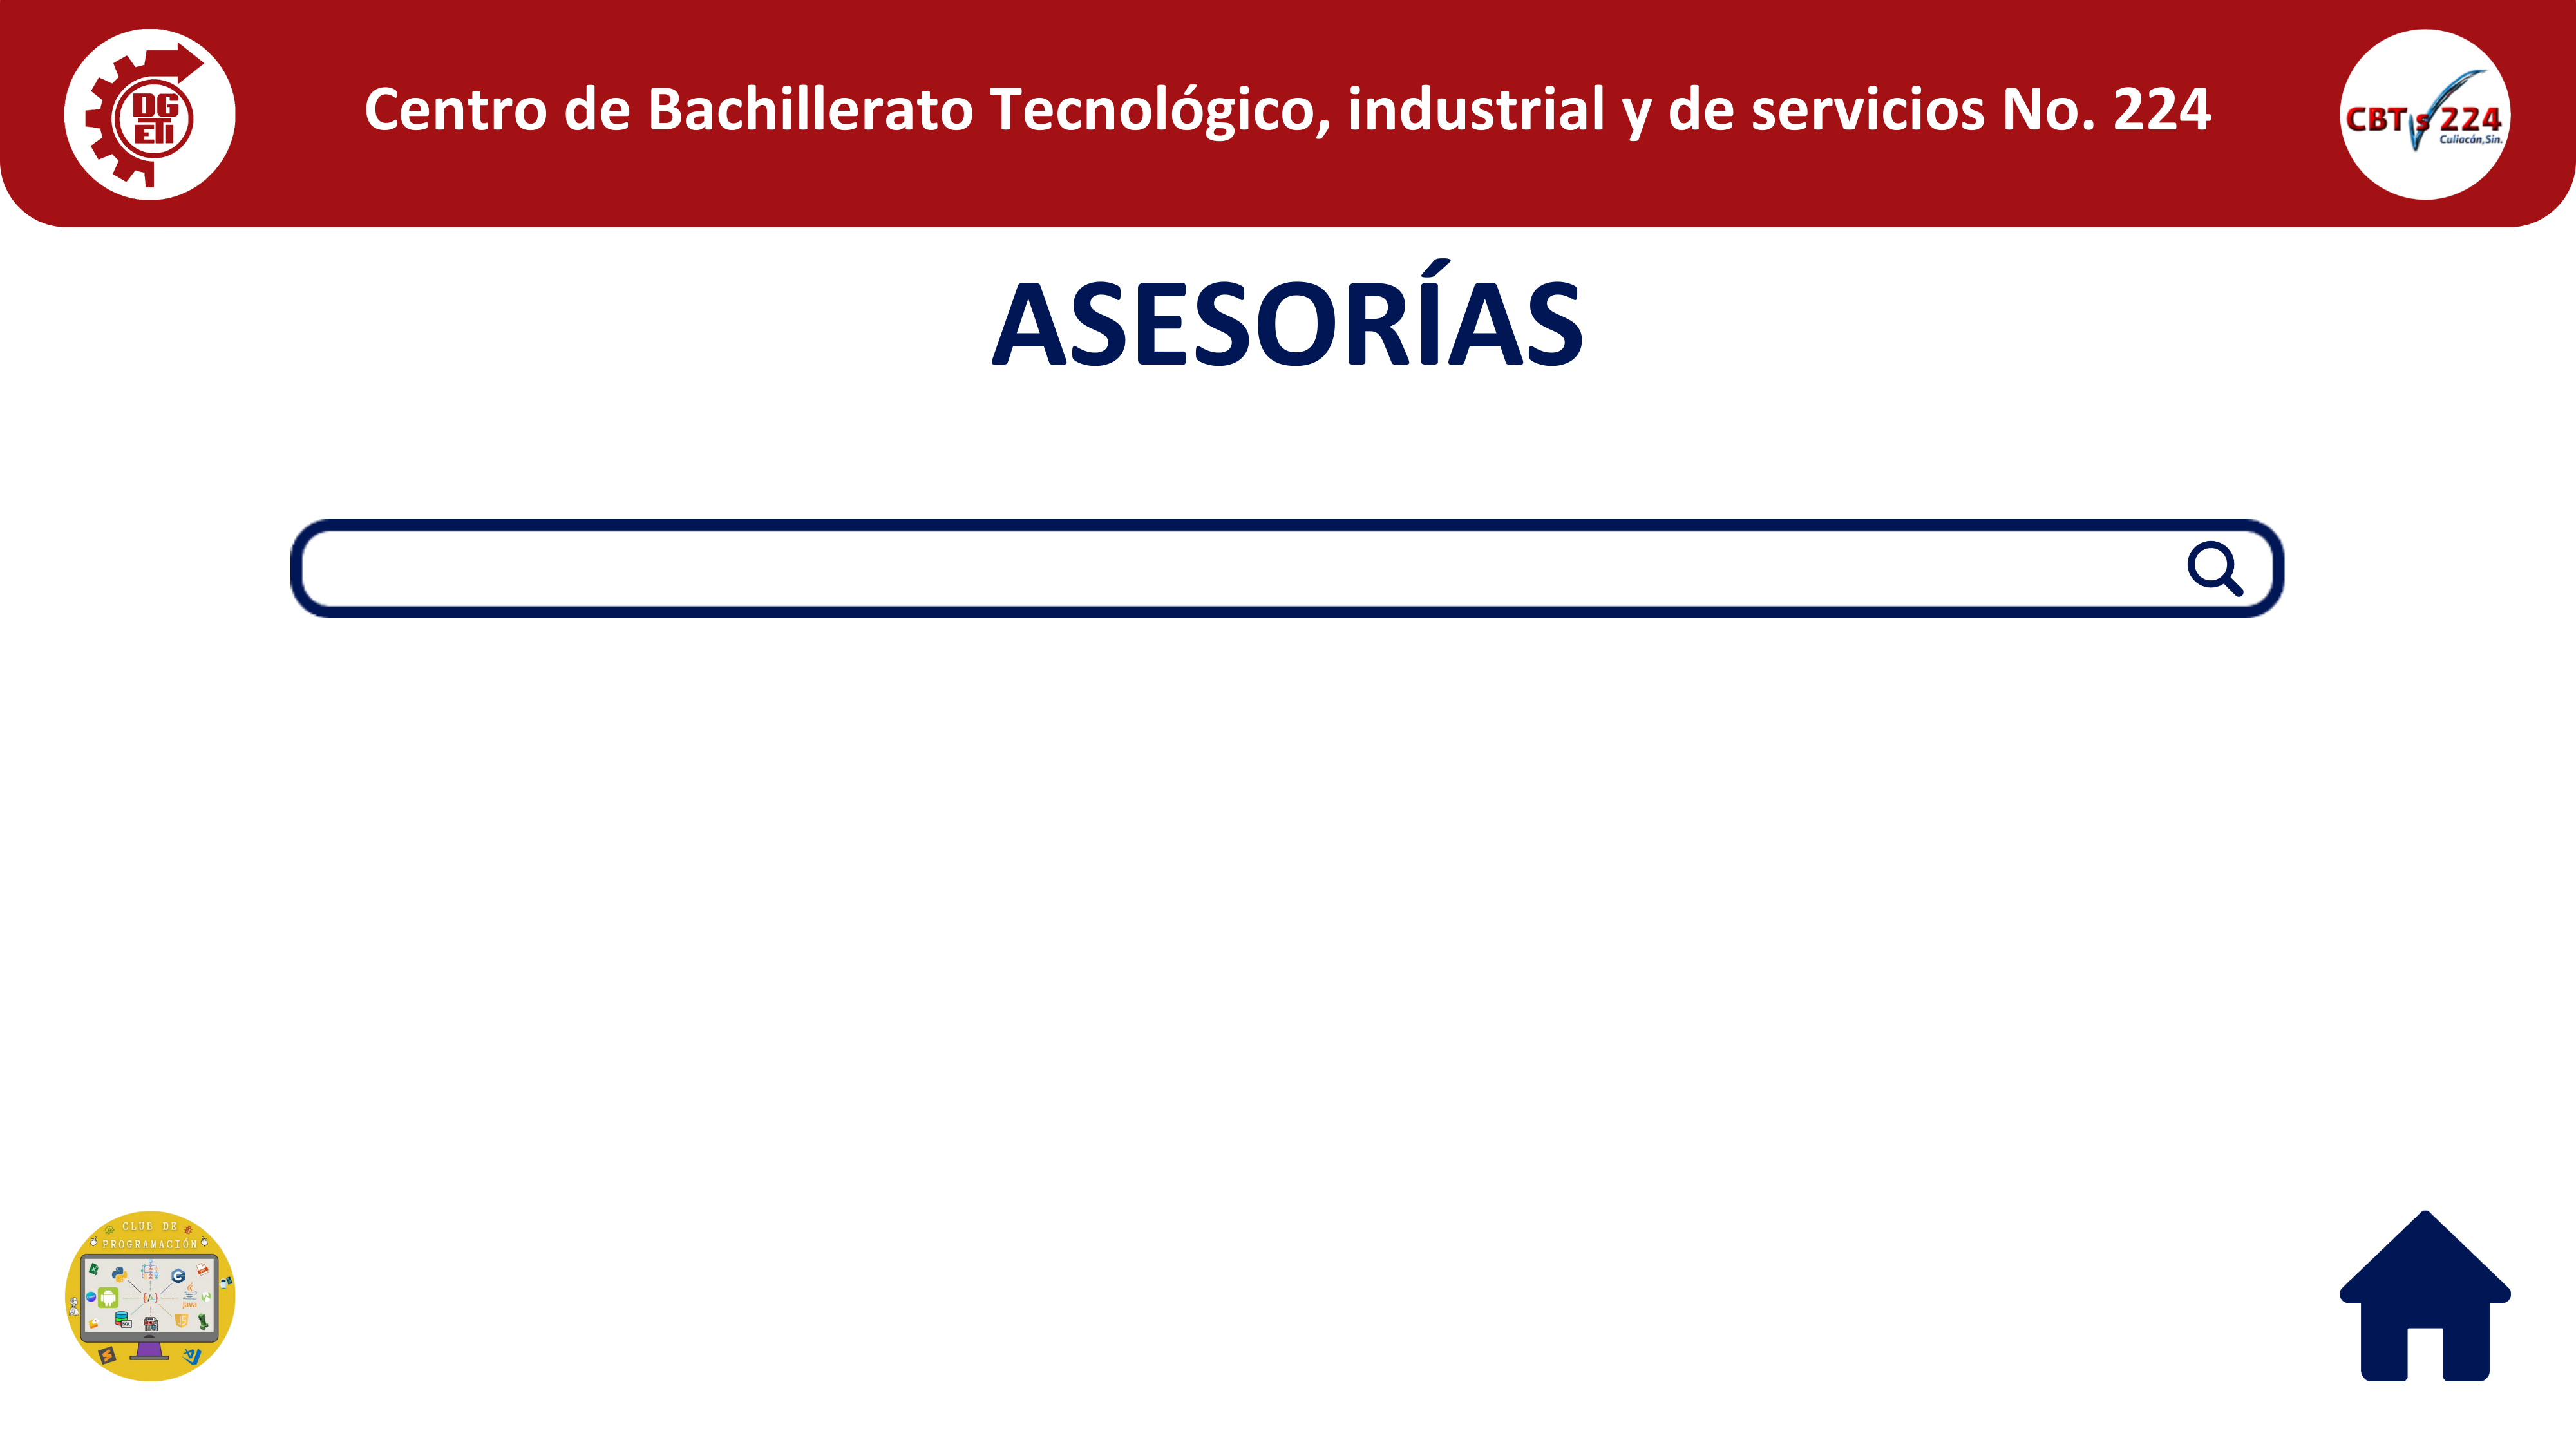 DG
ETI
Centro de Bachillerato Tecnológico, industrial y de servicios No. 224
CBTis 224
Culiacán,Sin.
ASESORÍAS
CLUB DE
PROGRAMACIÓN
Java
SQL